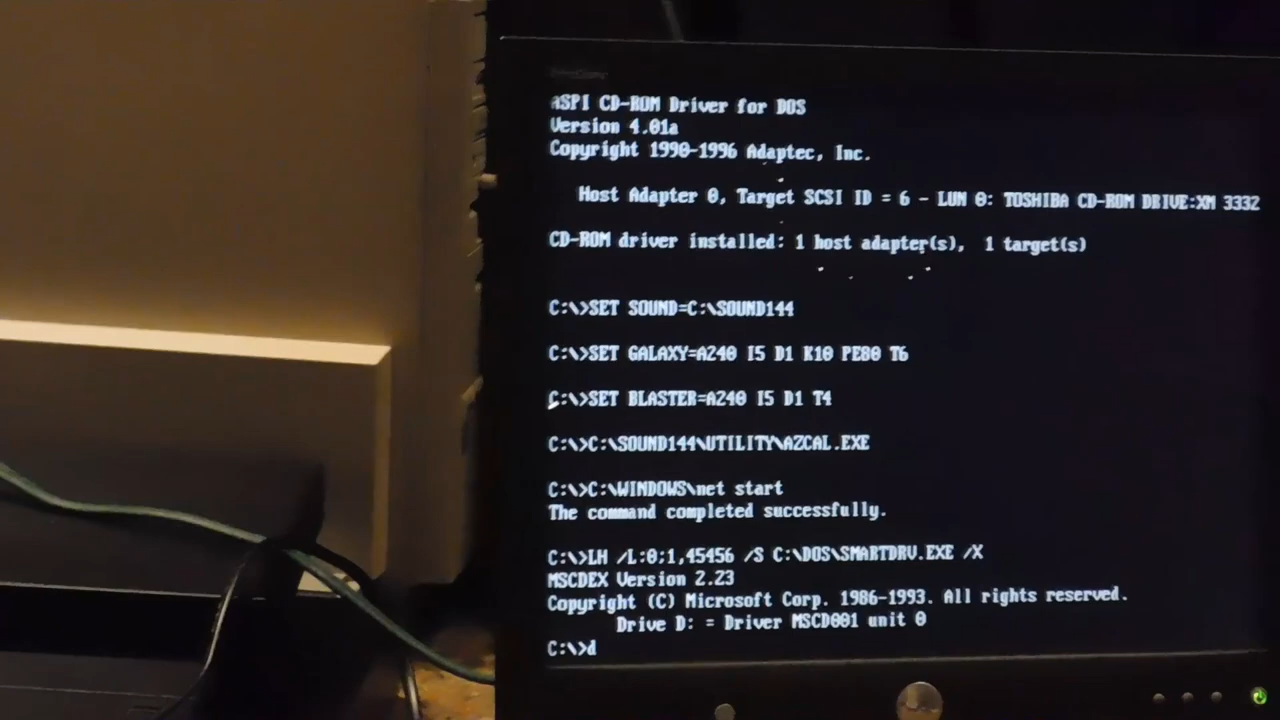 ASPI CD-ROM Driver for DOS
Version 4.01a
Copyright 1990-1996 Adaptec, Inc.
Host Adapter 0, Target SCSI ID = 6 - LUN 0: TOSHIBA CD-ROM DRIVE:XM 3332
CD-ROM driver installed: 1 host adapter(s), 1 target(s)
C:\>SET SOUND=C:\SOUND144
C:\>SET GALAXY=A240 I5 D1 K10 PE80 T6
C:\>SET BLASTER=A240 I5 D1 T4
C:\>C:\SOUND144\UTILITY\AZCAL.EXE
C:\>C:\WINDOWS\net start
The command completed successfully.
C:\>LH /L:0;1,45456 /S C:\DOS\SMARTDRV.EXE /X
MSCDEX Version 2.23
Copyright (C) Microsoft Corp. 1986-1993. All rights reserved.
Drive D: = Driver MSCD001 unit 0
C:\>d